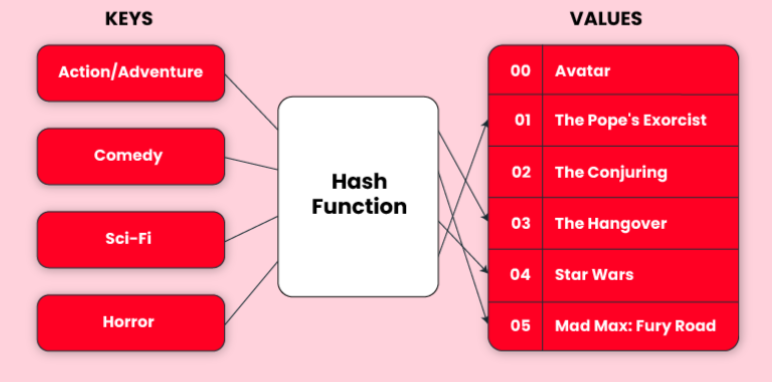 KEYS
VALUES
Action/Adventure
Comedy
Sci-Fi
Horror
Hash
Function
00 Avatar
01 The Pope's Exorcist
02 The Conjuring
03 The Hangover
04 Star Wars
05 Mad Max: Fury Road